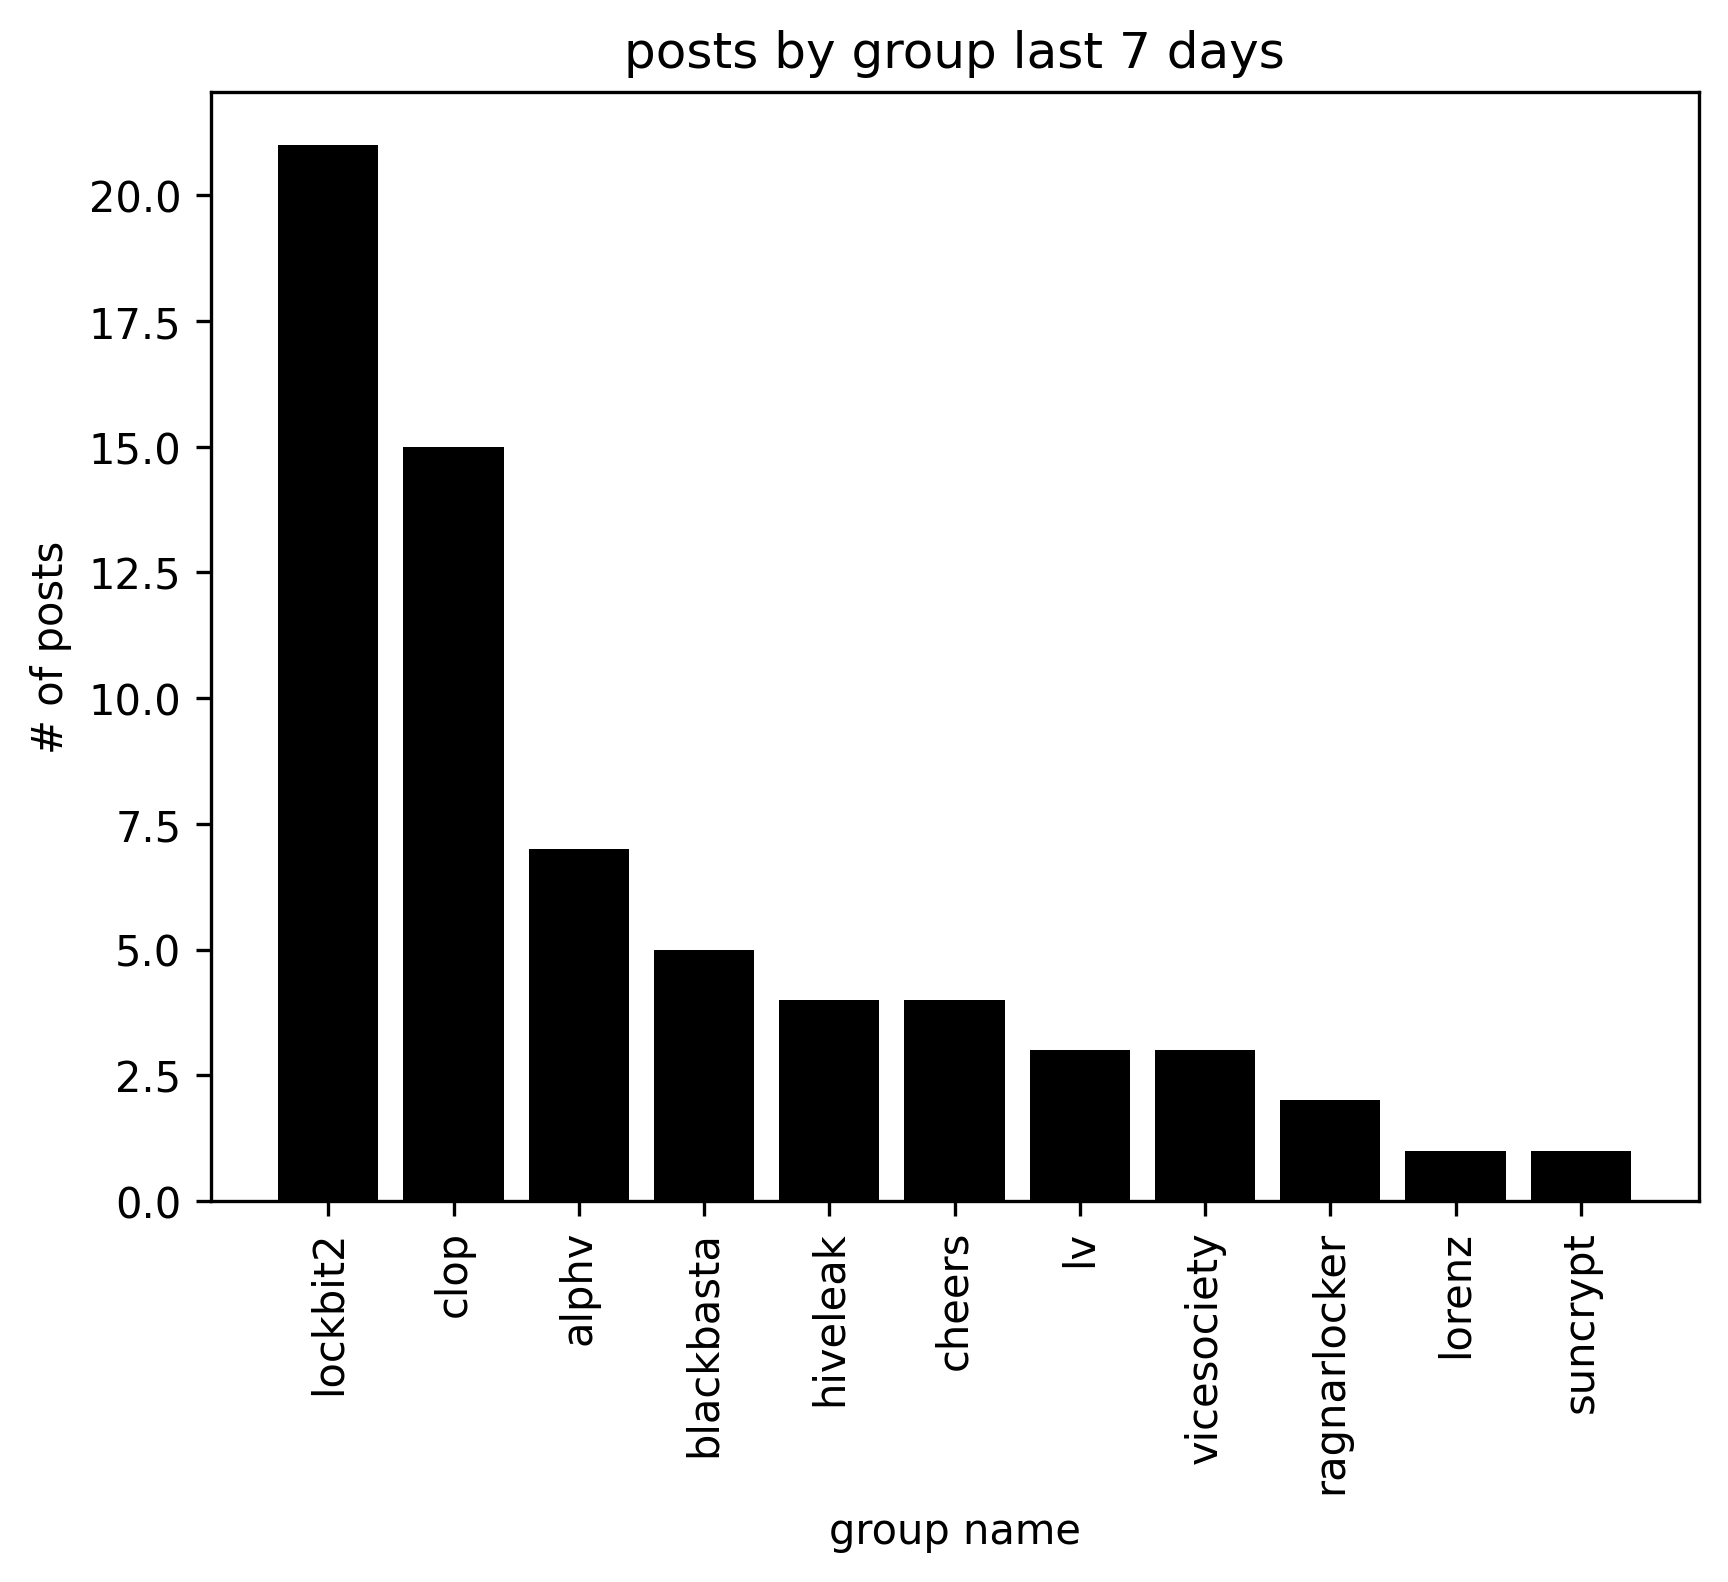 posts by group last 7 days
# of posts
20.0
17.5
15.0
12.5
10.0
7.5
5.0
2.5
0.0
lockbit2
clop
alphv
blackbasta
hiveleak
cheers
lv
vicesociety
ragnarlocker
lorenz
suncrypt
group name